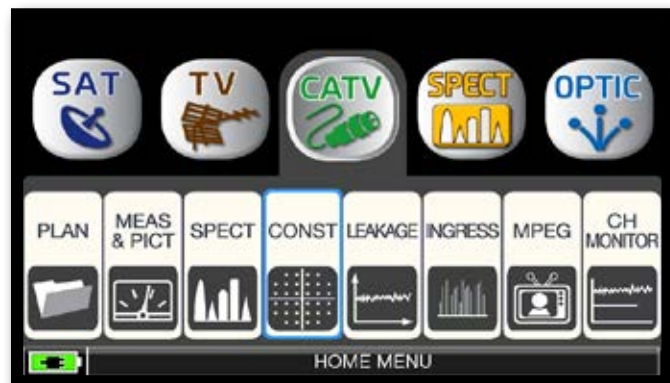 SAT TV CATV SPECT OPTIC
PLAN MEAS & PICT SPECT CONST LEAKAGE INGRESS MPEG CH MONITOR
HOME MENU